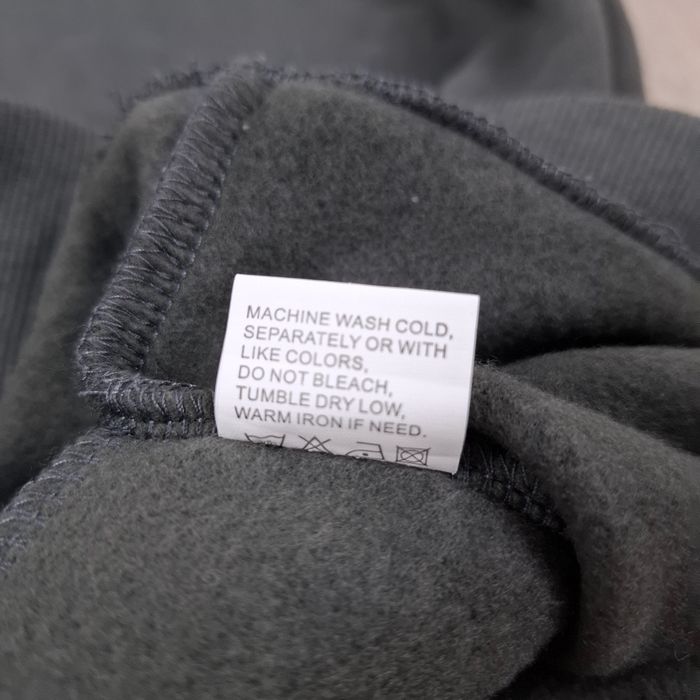 MACHINE WASH COLD,
SEPARATELY OR WITH
LIKE COLORS,
DO NOT BLEACH,
TUMBLE DRY LOW,
WARM IRON IF NEED.